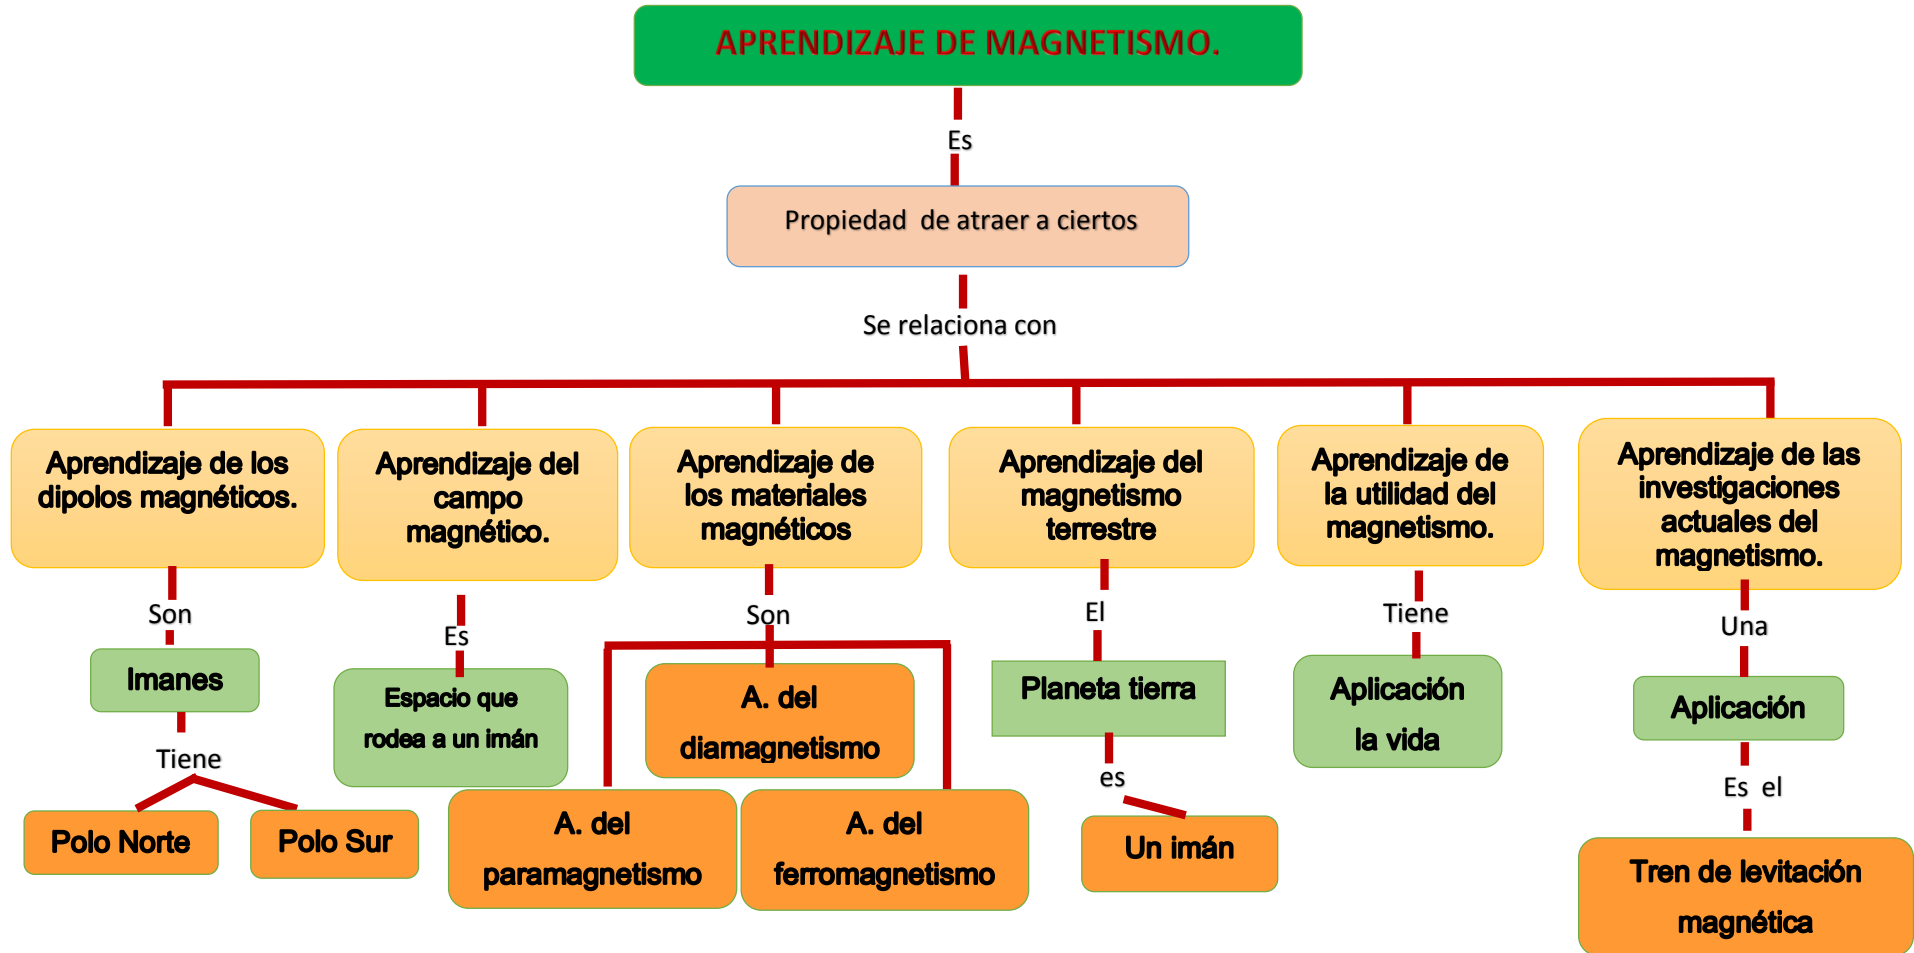 APRENDIZAJE DE MAGNETISMO.
Es
Propiedad de atraer a ciertos
Se relaciona con
Aprendizaje de los
dipolos magnéticos.
Son
Imanes
Tiene
Polo Norte
Polo Sur
Aprendizaje del
campo
magnético.
Es
Espacio que
rodea a un imán
Aprendizaje de
los materiales
magnéticos
Son
A. del
diamagnetismo
A. del
paramagnetismo
A. del
ferromagnetismo
Aprendizaje del
magnetismo
terrestre
El
Planeta tierra
es
Un imán
Aprendizaje de
la utilidad del
magnetismo.
Tiene
Aplicación
la vida
Aprendizaje de las
investigaciones
actuales del
magnetismo.
Una
Aplicación
Es el
Tren de levitación
magnética